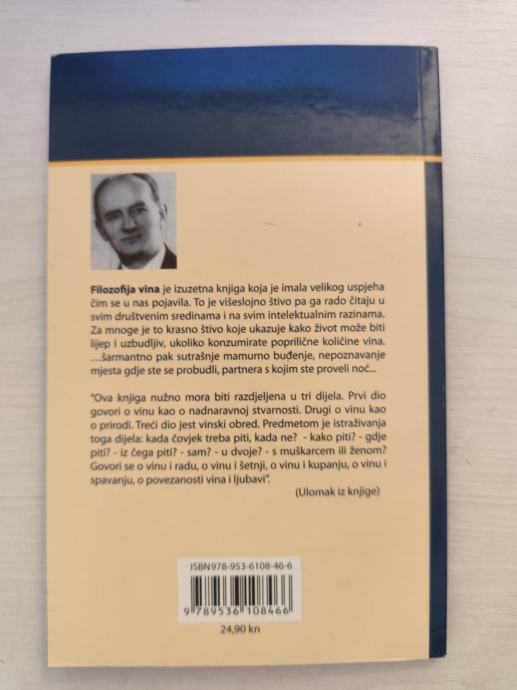 Filozofija vina je izuzetna knjiga koja je imala velikog uspjeha
čim se u nas pojavila. To je višeslojno štivo pa ga rado čitaju u
svim društvenim sredinama i na svim intelektualnim razinama.
Za mnoge je to krasno štivo koje ukazuje kako život može biti
lijep i uzbudljiv, ukoliko konzumirate poprilične količine vina.
...šarmantno pak sutrašnje mamurno buđenje, nepoznavanje
mjesta gdje ste se probudili, partnera s kojim ste proveli noć...
"Ova knjiga nužno mora biti razdjeljena u tri dijela. Prvi dio
govori o vinu kao o nadnaravnoj stvarnosti. Drugi o vinu kao
o prirodi. Treći dio jest vinski obred. Predmetom je istraživanja
toga dijela: kada čovjek treba piti, kada ne? - kako piti? - gdje
piti? - iz čega piti? - sam? - u dvoje? - s muškarcem ili ženom?
Govori se o vinu i radu, o vinu i šetnji, o vinu i kupanju, o vinu i
spavanju, o povezanosti vina i ljubavi".
(Ulomak iz knjige)
ISBN978-953-6108-46-6
9 789536 108466
24,90 kn